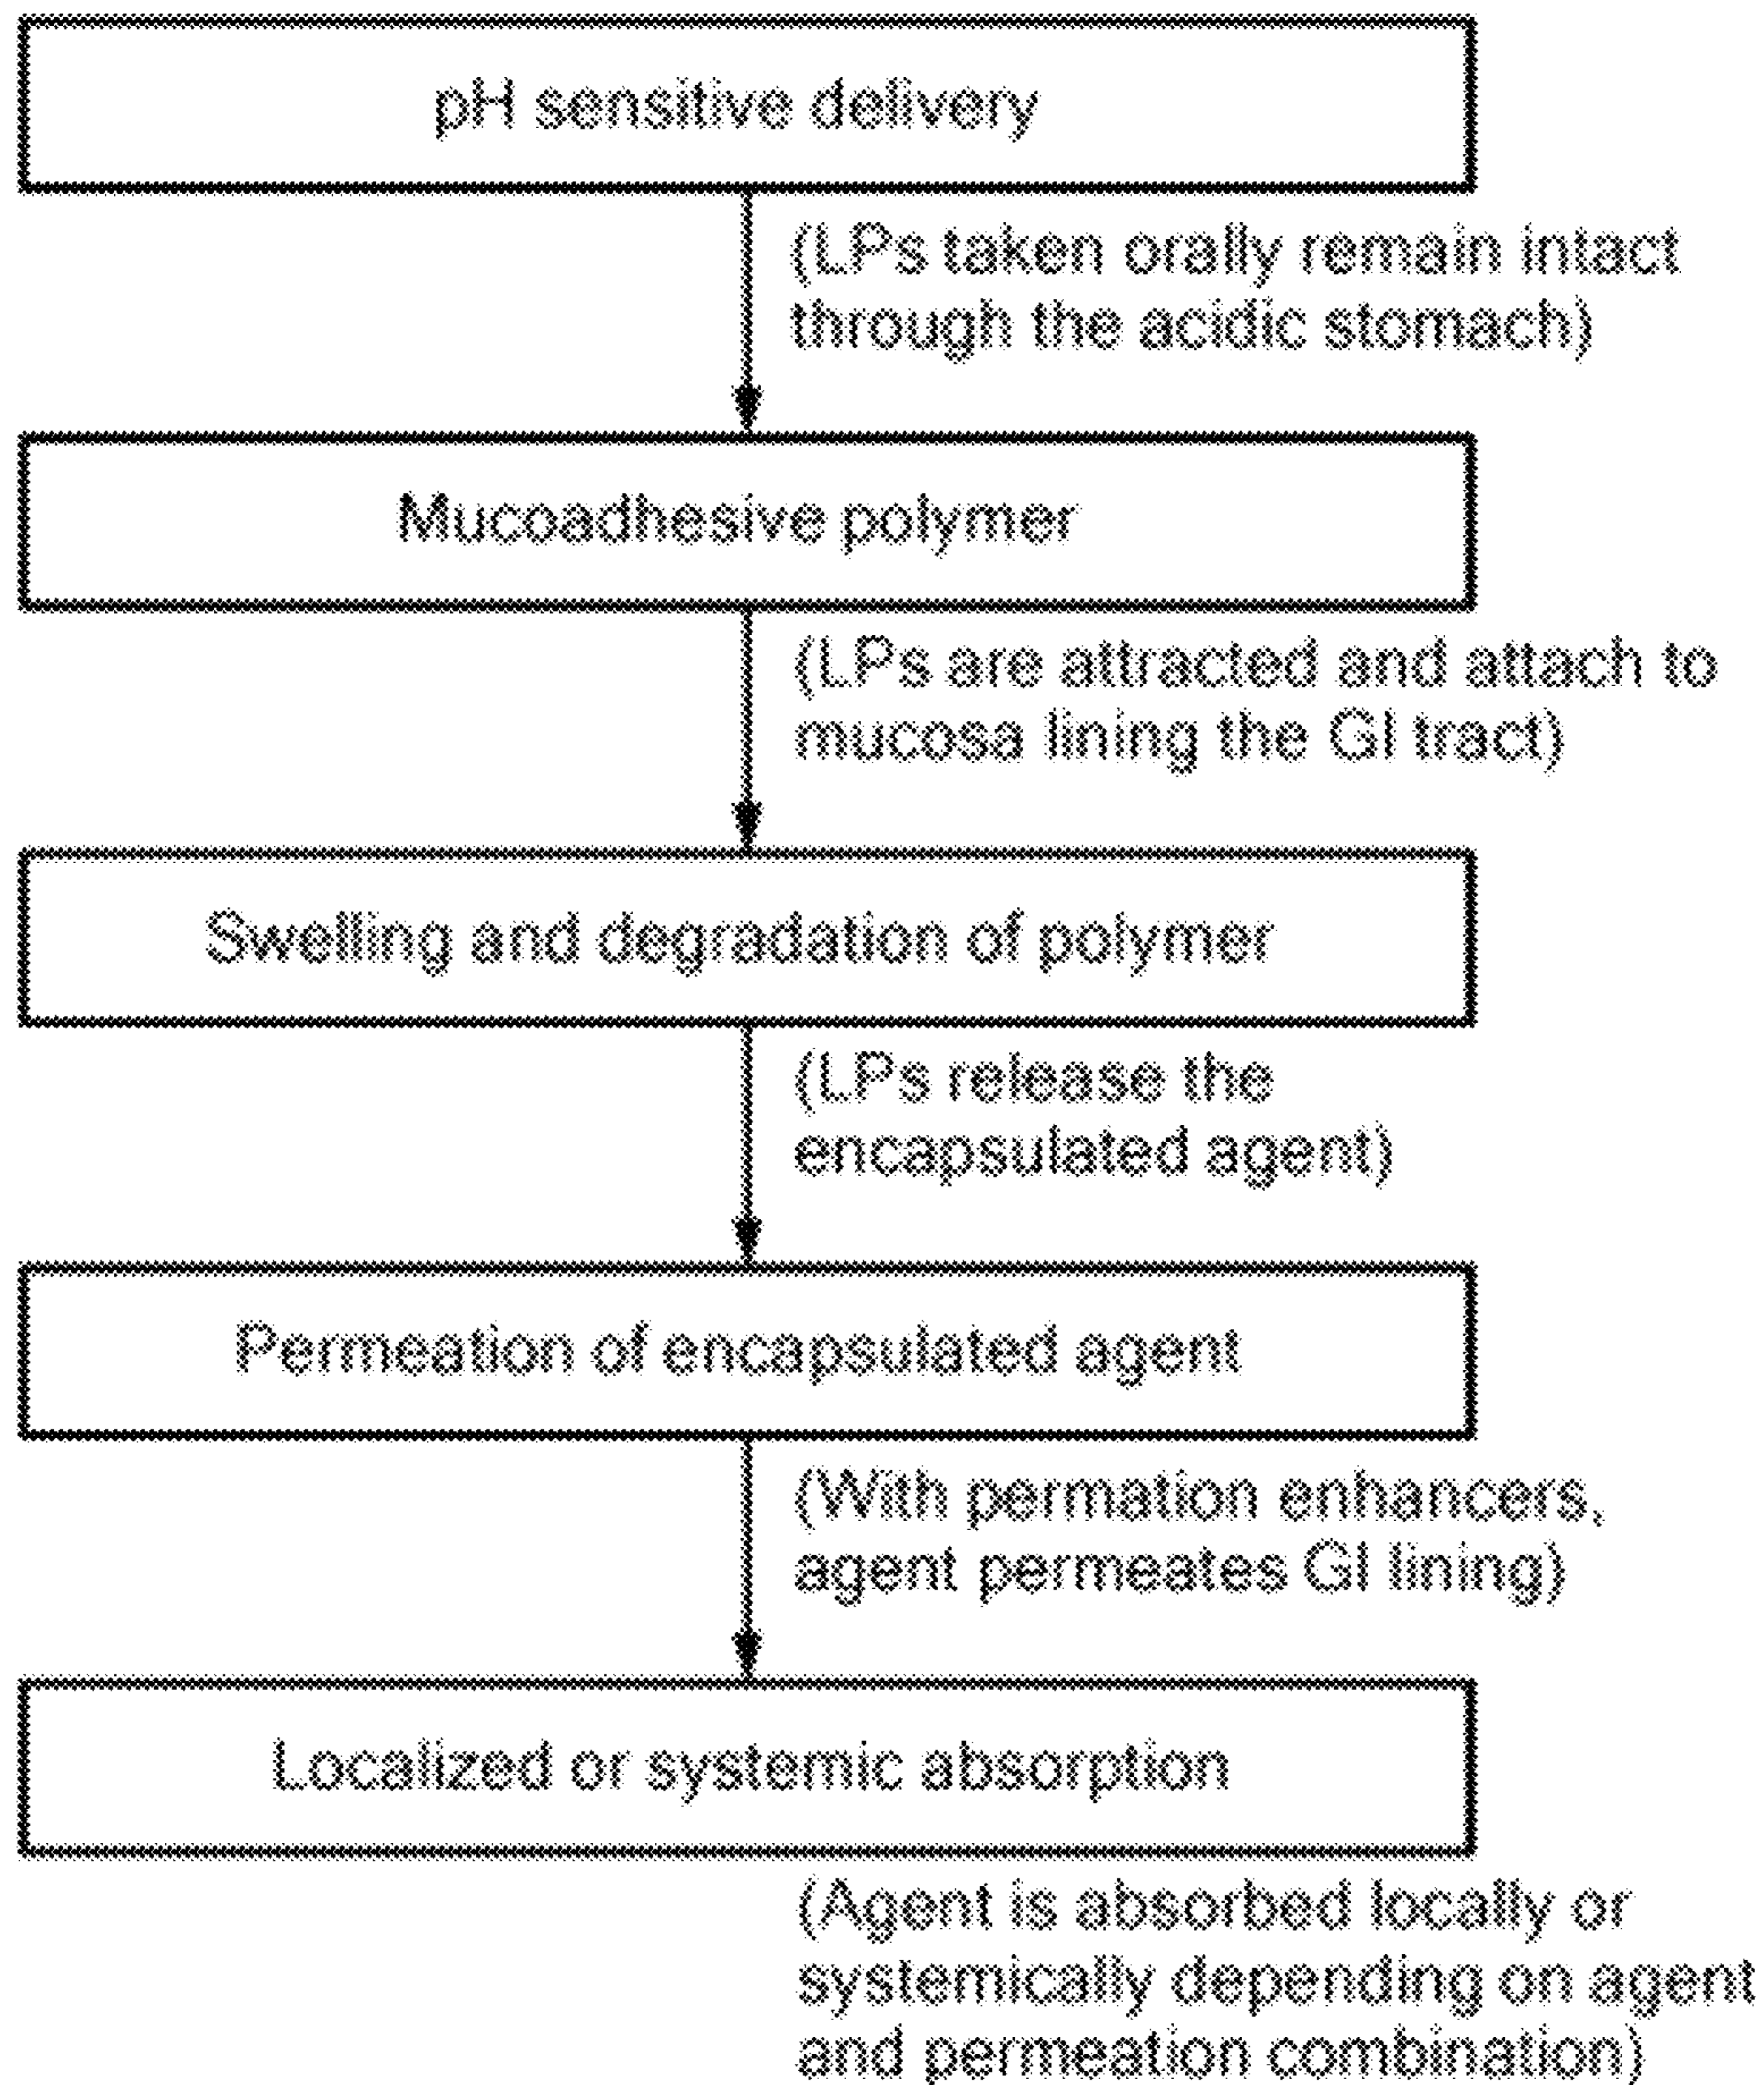 pH sensitive delivery
(LPs taken orally remain intact
through the acidic stomach)
Mucoadhesive polymer
(LPs are attracted and attach to
mucosa lining the GI tract)
Swelling and degradation of polymer
(LPs release the
encapsulated agent)
Permeation of encapsulated agent
(With permation enhancers,
agent permeates GI lining)
Localized or systemic absorption
(Agent is absorbed locally or
systemically depending on agent
and permeation combination)